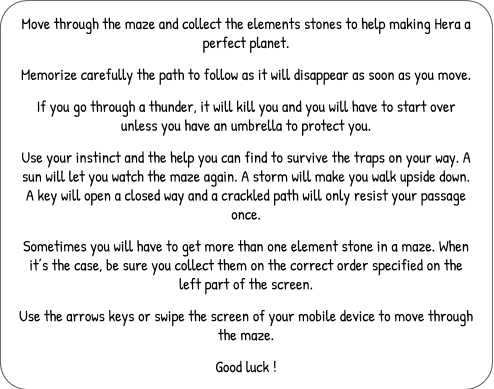 Move through the maze and collect the elements stones to help making Hera a
perfect planet.
Memorize carefully the path to follow as it will disappear as soon as you move.
If you go through a thunder, it will kill you and you will have to start over
unless you have an umbrella to protect you.
Use your instinct and the help you can find to survive the traps on your way. A
sun will let you watch the maze again. A storm will make you walk upside down.
A key will open a closed way and a crackled path will only resist your passage
once.
Sometimes you will have to get more than one element stone in a maze. When
it's the case, be sure you collect them on the correct order specified on the
left part of the screen.
Use the arrows keys or swipe the screen of your mobile device to move through
the maze.
Good luck !